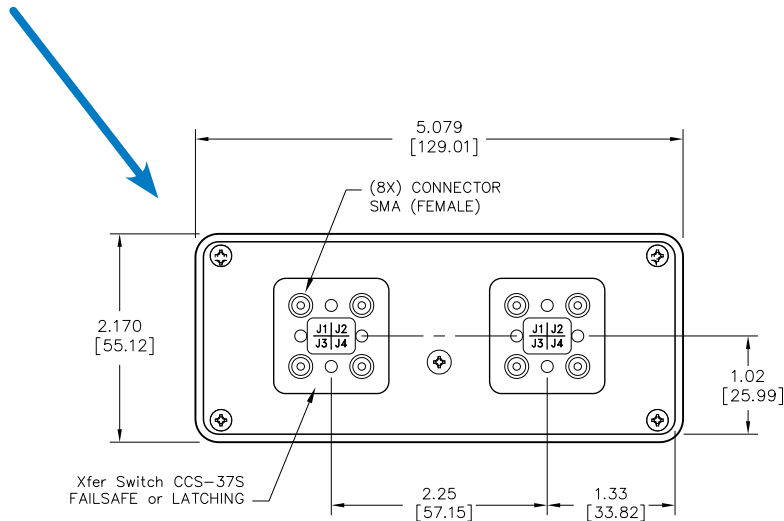 5.079
[129.01]
(8X) CONNECTOR
SMA (FEMALE)
2.170
[55.12]
J1 J2
J3 J4
J1 J2
J3 J4
1.02
[25.99]
Xfer Switch CCS-37S
FAILSAFE or LATCHING
2.25
[57.15]
1.33
[33.82]